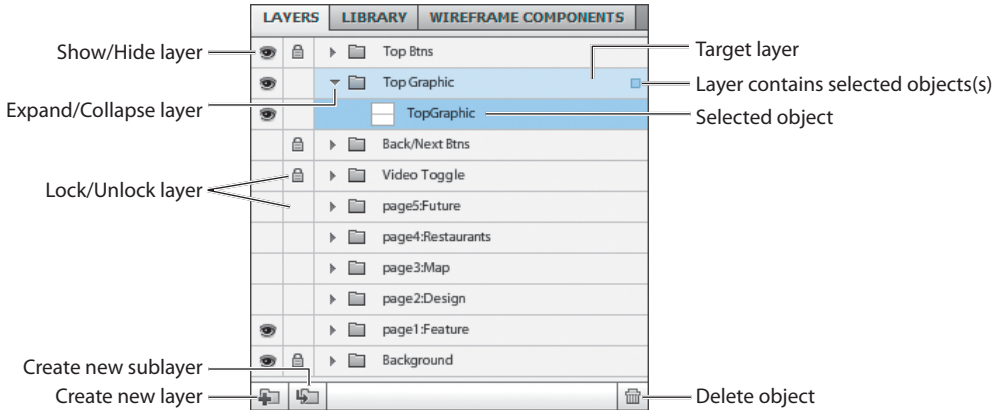 LAYERS LIBRARY WIREFRAME COMPONENTS
Show/Hide layer
Top Btns
Target layer
Top Graphic
Layer contains selected objects(s)
Expand/Collapse layer
TopGraphic
Selected object
Back/Next Btns
Lock/Unlock layer
Video Toggle
page5:Future
page4:Restaurants
page3:Map
page2:Design
page1:Feature
Create new sublayer
Background
Create new layer
Delete object